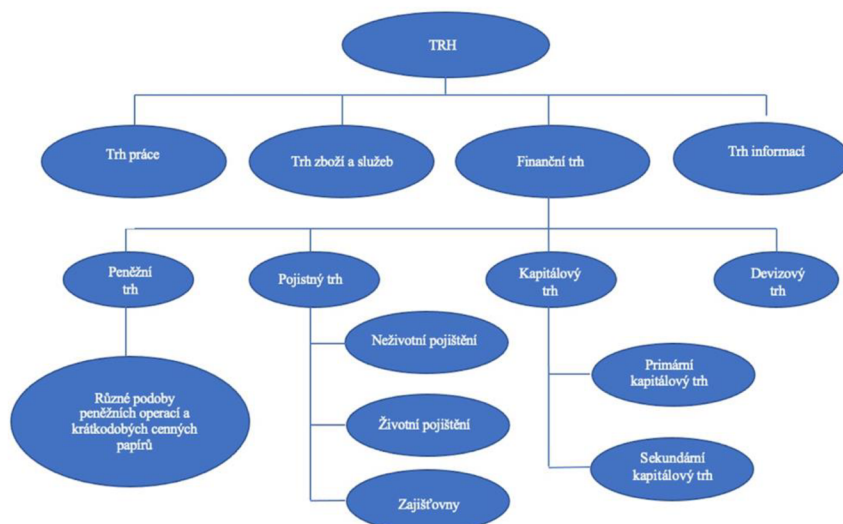 TRH
Trh práce
Trh zboží a služeb
Finanční trh
Trh informací
Peněžní
trh
Pojistný trh
Kapitálový
trh
Devizový
trh
Neživotní pojištění
Primární
kapitálový trh
Různé podoby
peněžních operací a
krátkodobých cenných
papírů
Životní pojištění
Sekundární
kapitálový trh
Zajišťovny